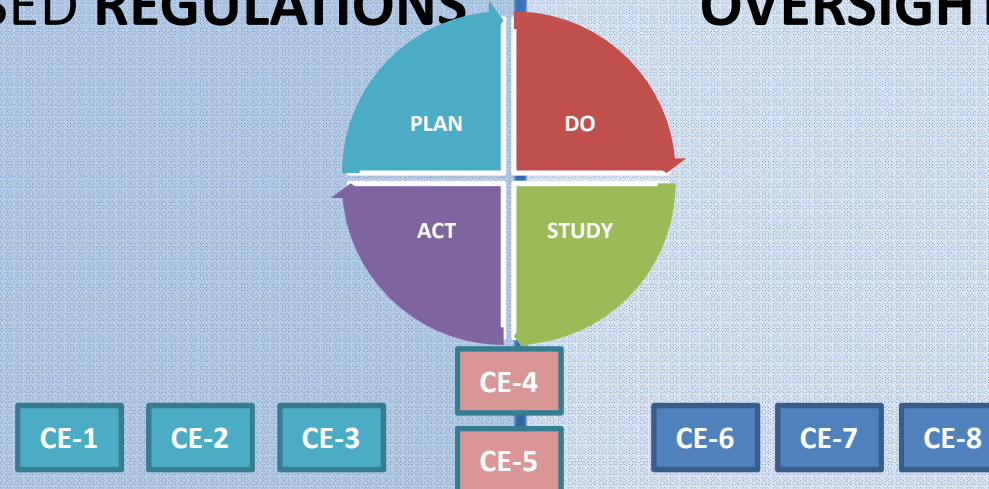 SED REGULATIONS
OVERSIGHT
PLAN
DO
ACT
STUDY
CE-4
CE-1
CE-2
CE-3
CE-6
CE-7
CE-8
CE-5